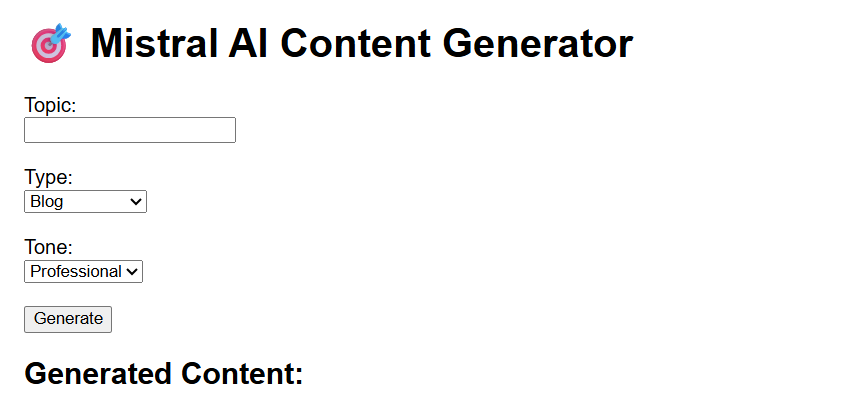 🎯 Mistral AI Content Generator
Topic:
Type:
Blog
Tone:
Professional
Generate
Generated Content: